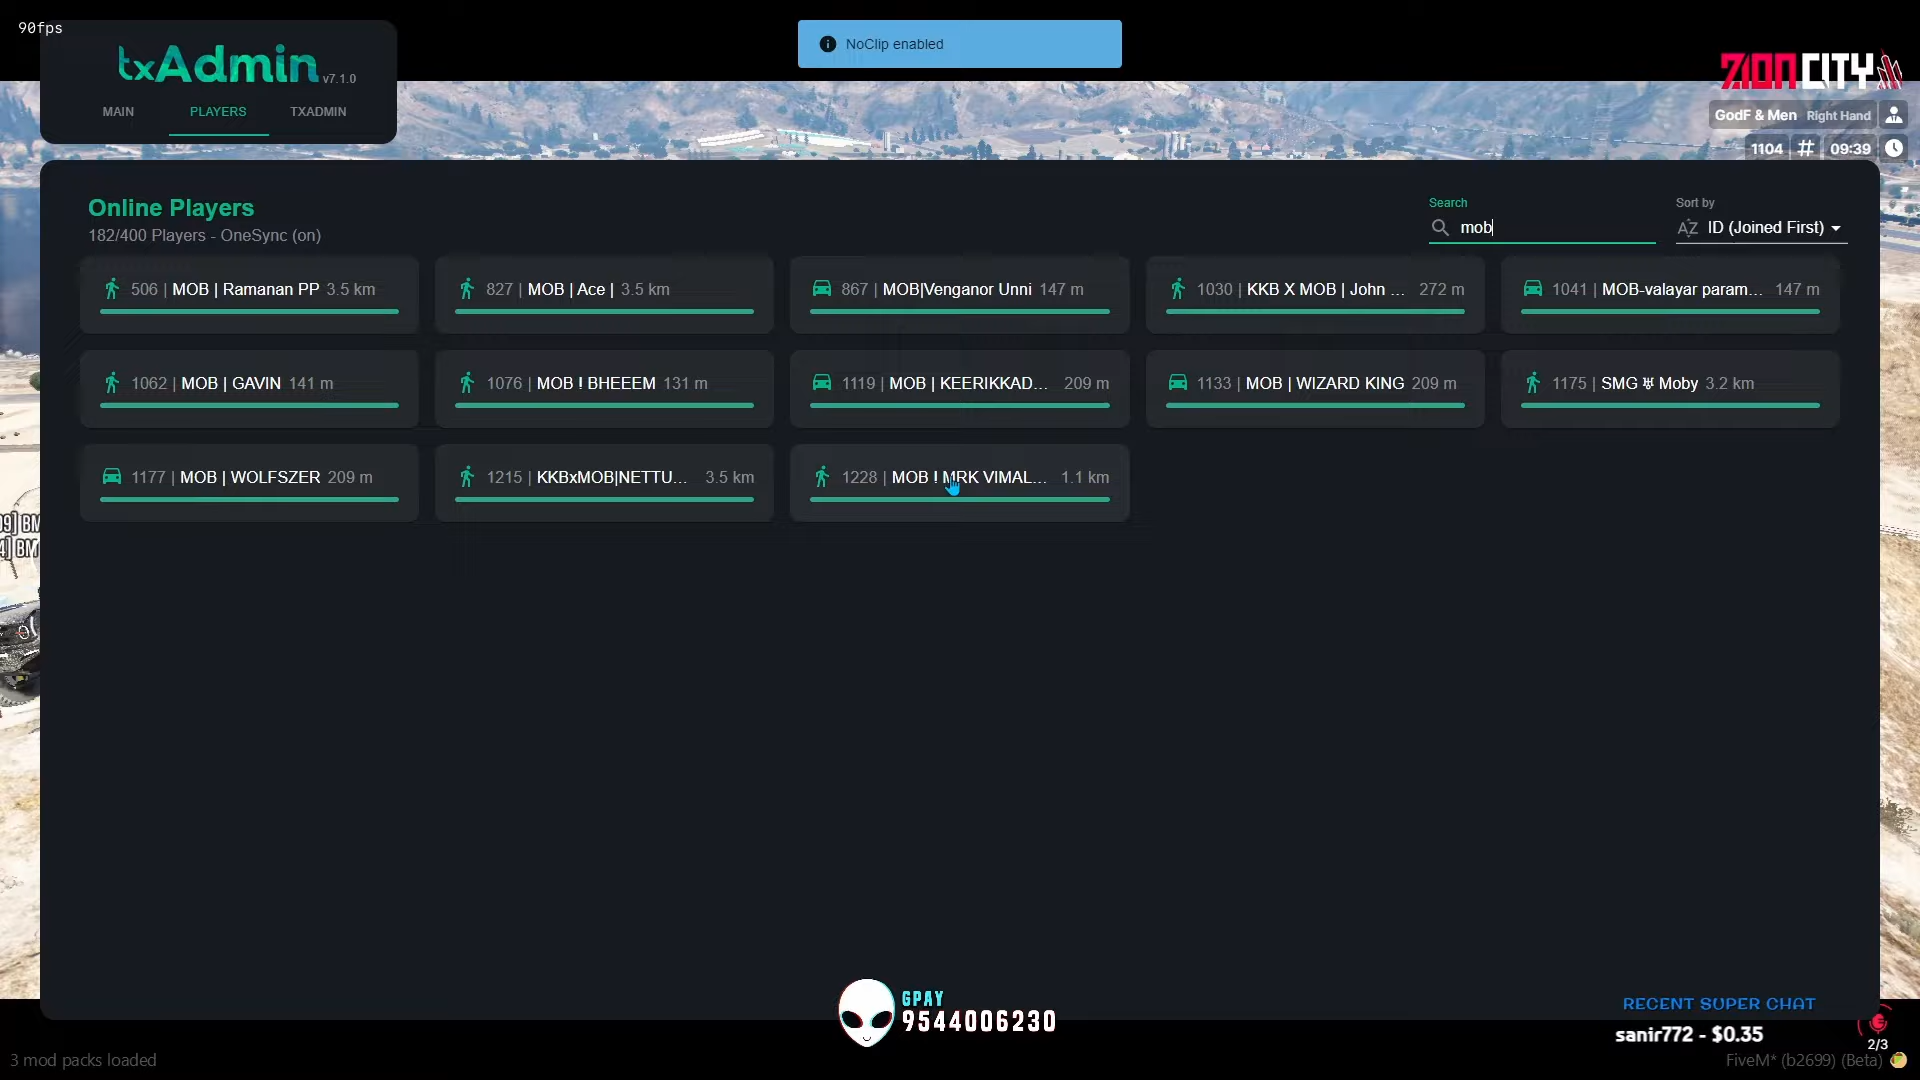 90fps
txAdmin v7.1.0
MAIN PLAYERS TXADMIN
NoClip enabled
ZION CITY
GodF & Men Right Hand
1104 # 09:39
Online Players
182/400 Players - OneSync (on)
Search
mob
Sort by
ID (Joined First)
506 | MOB | Ramanan PP 3.5 km
827 | MOB | Ace | 3.5 km
867 | MOB|Venganor Unni 147 m
1030 | KKB X MOB | John ... 272 m
1041 | MOB-valayar param... 147 m
1062 | MOB | GAVIN 141 m
1076 | MOB ! BHEEEM 131 m
1119 | MOB | KEERIKKAD... 209 m
1133 | MOB | WIZARD KING 209 m
1175 | SMG Moby 3.2 km
1177 | MOB | WOLFSZER 209 m
1215 | KKBxMOB|NETTU... 3.5 km
1228 | MOB ! MRK VIMAL... 1.1 km
09] BM
4] BM
GPAY
9544006230
RECENT SUPER CHAT
sanir772 - $0.35
2/3
3 mod packs loaded
FiveM* (b2699) (Beta)